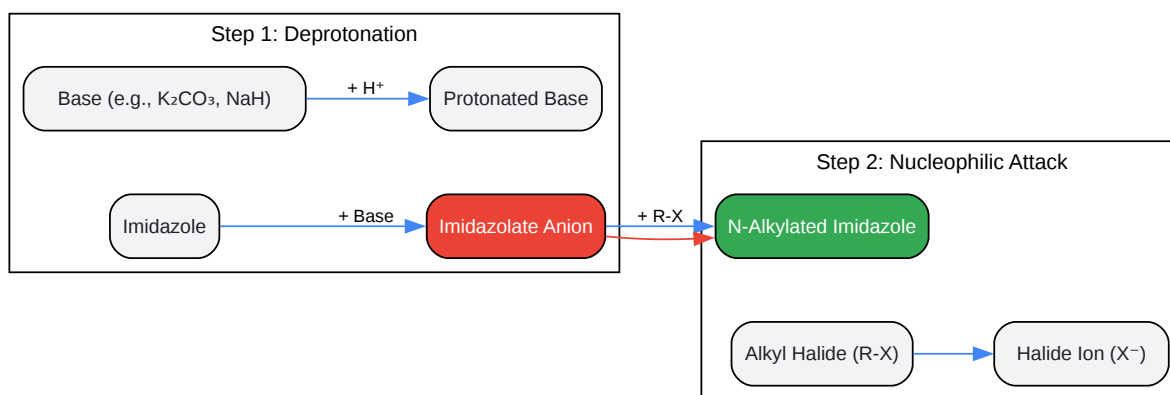 Step 1: Deprotonation
Base (e.g., K₂CO₃, NaH)
+ H⁺
Protonated Base
Imidazole
+ Base
Imidazolate Anion
+ R-X
Step 2: Nucleophilic Attack
N-Alkylated Imidazole
Alkyl Halide (R-X)
Halide Ion (X⁻)